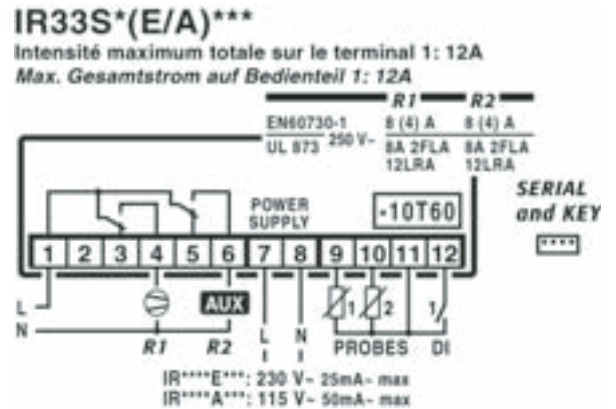 IR33S*(E/A)***
Intensité maximum totale sur le terminal 1: 12A
Max. Gesamtstrom auf Bedienteil 1: 12A
R1 R2
EN60730-1 250 V~ 8 (4) A 8 (4) A
UL 873 8A 2FLA 8A 2FLA
12LRA 12LRA
SERIAL
and KEY
****
POWER
SUPPLY
-10T60
1 2 3 4 5 6 7 8 9 10 11 12
L
N
AUX
1 2 1
R1 R2 L N PROBES DI
IR****E***: 230 V~ 25mA~ max
IR****A***: 115 V~ 50mA~ max